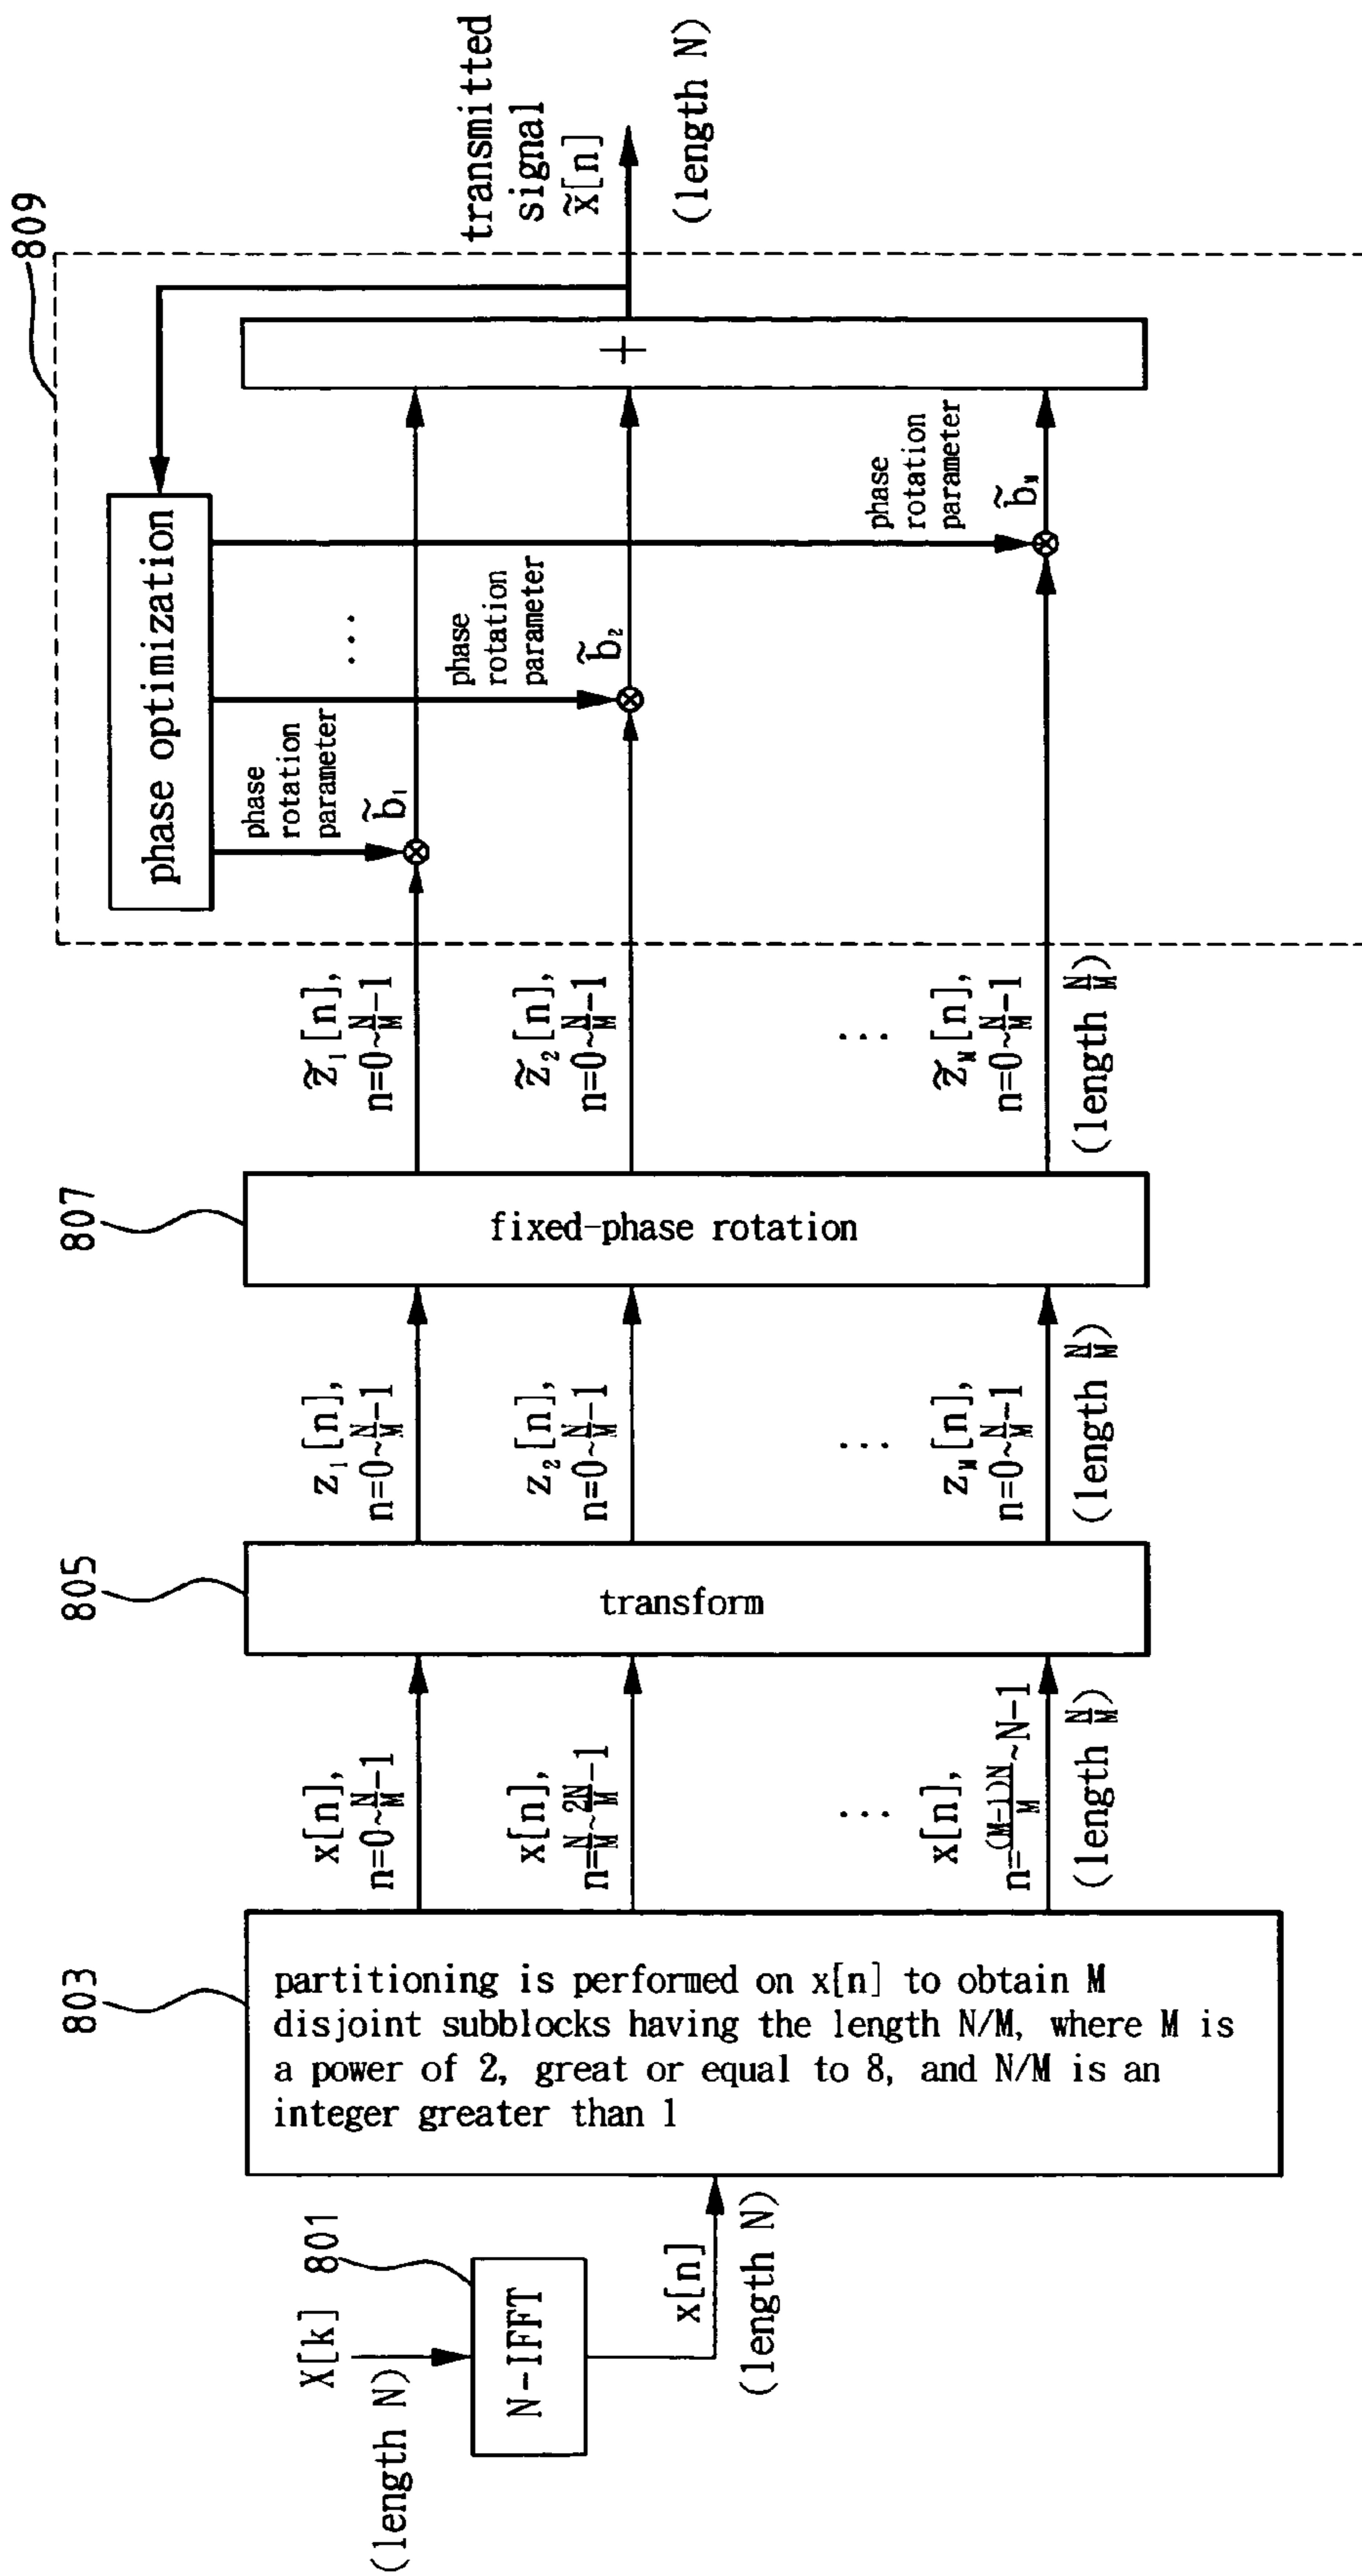 X[k]
(length N)
801
N-IFFT
x[n]
(length N)
803
partitioning is performed on x[n] to obtain M
disjoint subblocks having the length N/M, where M is
a power of 2, great or equal to 8, and N/M is an
integer greater than 1
x[n],
n=0~N/M-1
x[n],
n=N/M~2N/M-1
...
x[n],
n=(M-1)N/M~N-1
(length N/M)
805
transform
z₁[n],
n=0~N/M-1
z₂[n],
n=0~N/M-1
...
z_M[n],
n=0~N/M-1
(length N/M)
807
fixed-phase rotation
z̃₁[n],
n=0~N/M-1
z̃₂[n],
n=0~N/M-1
...
z̃_M[n],
n=0~N/M-1
(length N/M)
809
phase optimization
phase
rotation
parameter
b̃₁
phase
rotation
parameter
b̃₂
...
phase
rotation
parameter
b̃_M
+
transmitted
signal
x̃[n]
(length N)